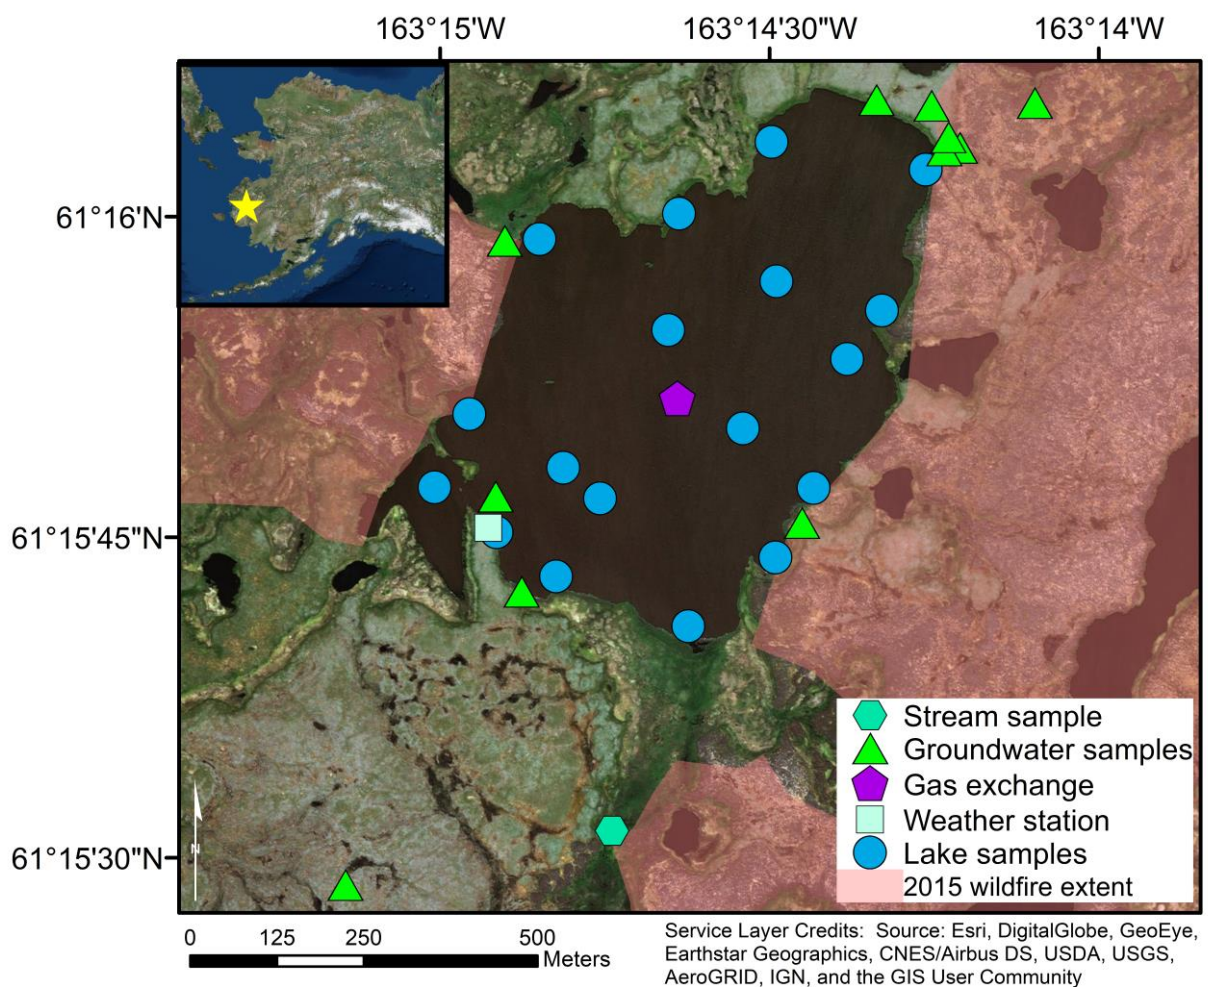 163°15'W 163°14'30"W 163°14'W
61°16'N
61°15'45"N
61°15'30"N
N
Stream sample
Groundwater samples
Gas exchange
Weather station
Lake samples
2015 wildfire extent
0 125 250 500
Meters
Service Layer Credits: Source: Esri, DigitalGlobe, GeoEye,
Earthstar Geographics, CNES/Airbus DS, USDA, USGS,
AeroGRID, IGN, and the GIS User Community